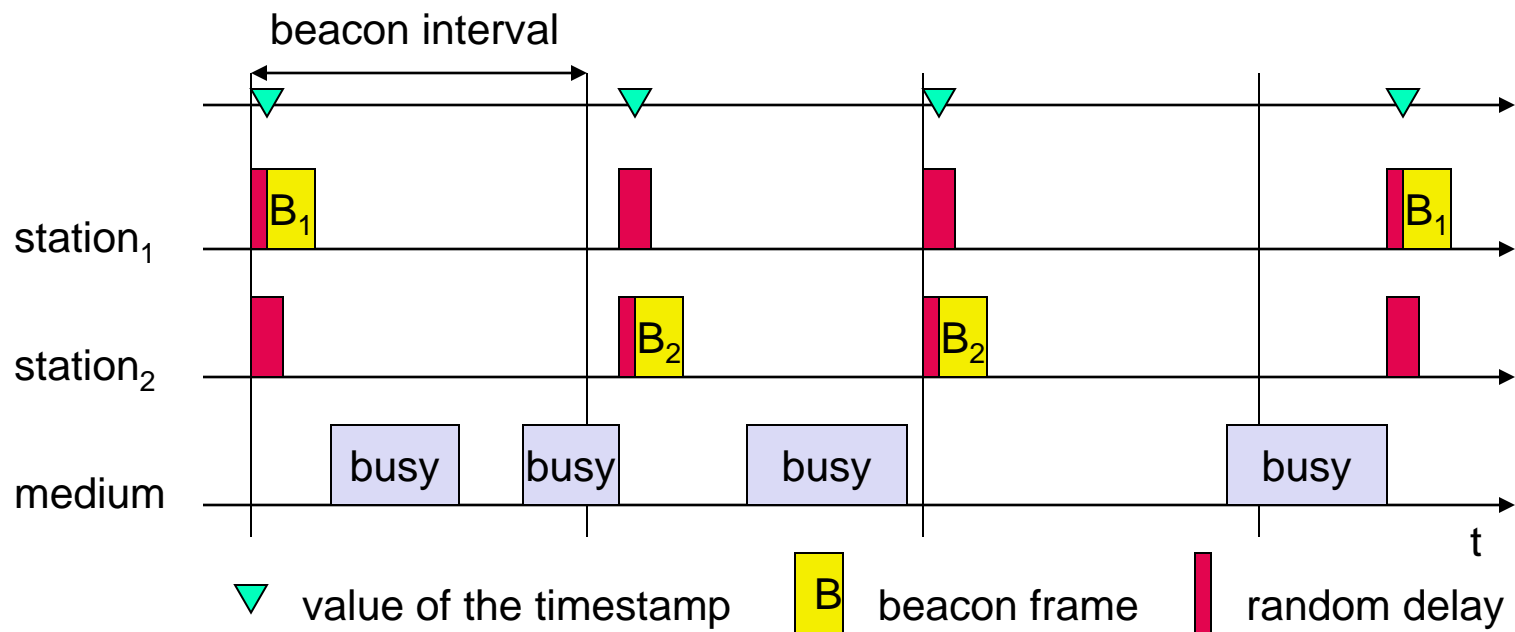 beacon interval
B₁ B₁
station₁
B₂ B₂
station₂
busy busy busy busy
medium
t
value of the timestamp B beacon frame random delay